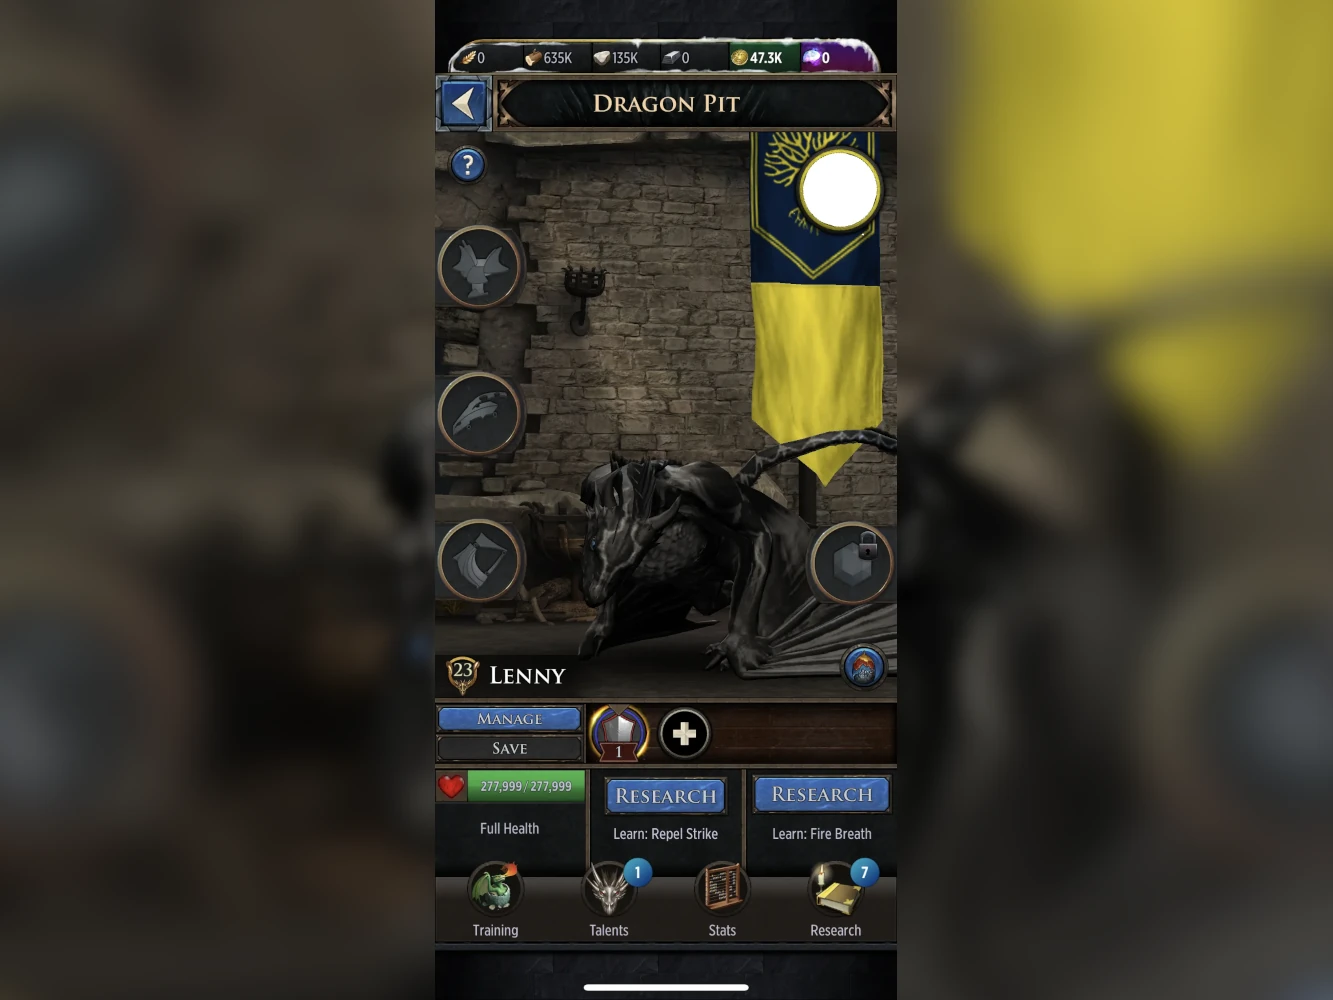 0 635K 135K 0 47.3K 0
DRAGON PIT
?
23 LENNY
MANAGE
SAVE
1
277,999/277,999
Full Health
RESEARCH
Learn: Repel Strike
RESEARCH
Learn: Fire Breath
1
7
Training
Talents
Stats
Research